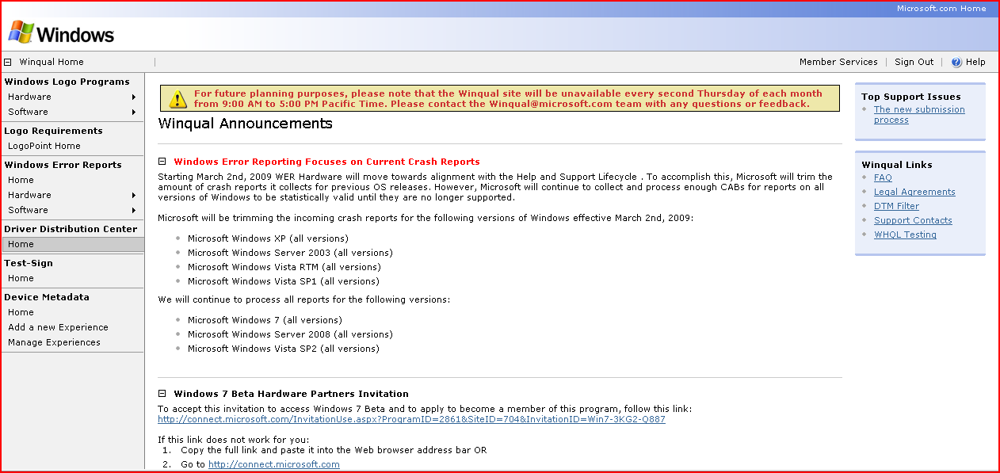 Microsoft.com Home
Windows
Winqual Home
Member Services
Sign Out
Help
Windows Logo Programs
Hardware
Software
Logo Requirements
LogoPoint Home
Windows Error Reports
Home
Hardware
Software
Driver Distribution Center
Home
Test-Sign
Home
Device Metadata
Home
Add a new Experience
Manage Experiences
For future planning purposes, please note that the Winqual site will be unavailable every second Thursday of each month
from 9:00 AM to 5:00 PM Pacific Time. Please contact the Winqual@microsoft.com team with any questions or feedback.
Winqual Announcements
Windows Error Reporting Focuses on Current Crash Reports
Starting March 2nd, 2009 WER Hardware will move towards alignment with the Help and Support Lifecycle . To accomplish this, Microsoft will trim the
amount of crash reports it collects for previous OS releases. However, Microsoft will continue to collect and process enough CABs for reports on all
versions of Windows to be statistically valid until they are no longer supported.
Microsoft will be trimming the incoming crash reports for the following versions of Windows effective March 2nd, 2009:
Microsoft Windows XP (all versions)
Microsoft Windows Server 2003 (all versions)
Microsoft Windows Vista RTM (all versions)
Microsoft Windows Vista SP1 (all versions)
We will continue to process all reports for the following versions:
Microsoft Windows 7 (all versions)
Microsoft Windows Server 2008 (all versions)
Microsoft Windows Vista SP2 (all versions)
Windows 7 Beta Hardware Partners Invitation
To accept this invitation to access Windows 7 Beta and to apply to become a member of this program, follow this link:
http://connect.microsoft.com/InvitationUse.aspx?ProgramID=2861&SiteID=704&InvitationID=Win7-3KG2-Q887
If this link does not work for you:
1. Copy the full link and paste it into the Web browser address bar OR
2. Go to http://connect.microsoft.com
Top Support Issues
The new submission
process
Winqual Links
FAQ
Legal Agreements
DTM Filter
Support Contacts
WHQL Testing